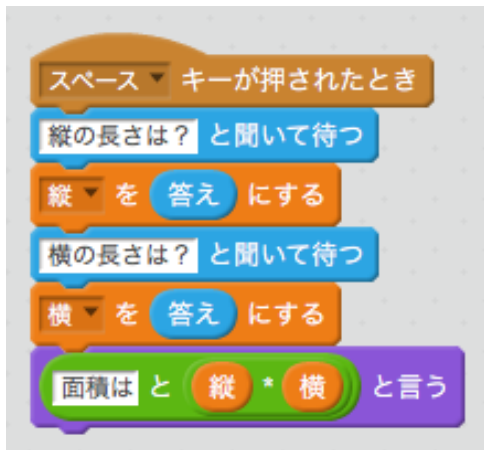 スペース キーが押されたとき
縦の長さは？ と聞いて待つ
縦 を 答え にする
横の長さは？ と聞いて待つ
横 を 答え にする
面積は と 縦 * 横 と言う